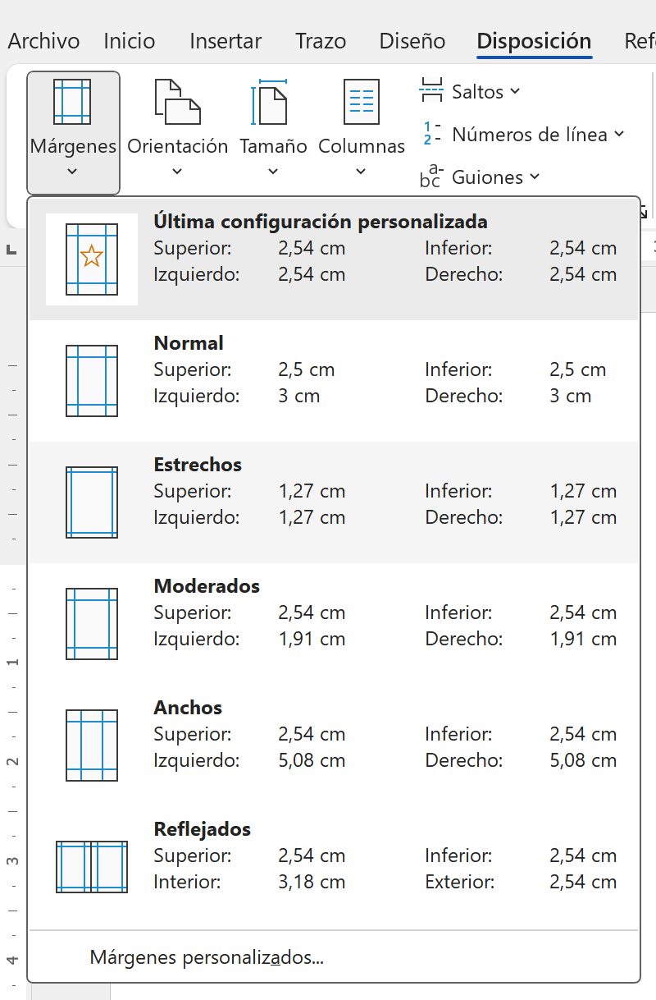 Archivo Inicio Insertar Trazo Diseño Disposición Refe
Márgenes Orientación Tamaño Columnas
Saltos
1
2
Números de línea
a-
bc
Guiones
Última configuración personalizada
Superior: 2,54 cm Inferior: 2,54 cm
Izquierdo: 2,54 cm Derecho: 2,54 cm
Normal
Superior: 2,5 cm Inferior: 2,5 cm
Izquierdo: 3 cm Derecho: 3 cm
Estrechos
Superior: 1,27 cm Inferior: 1,27 cm
Izquierdo: 1,27 cm Derecho: 1,27 cm
Moderados
Superior: 2,54 cm Inferior: 2,54 cm
Izquierdo: 1,91 cm Derecho: 1,91 cm
Anchos
Superior: 2,54 cm Inferior: 2,54 cm
Izquierdo: 5,08 cm Derecho: 5,08 cm
Reflejados
Superior: 2,54 cm Inferior: 2,54 cm
Interior: 3,18 cm Exterior: 2,54 cm
Márgenes personalizados...
1
2
3
4